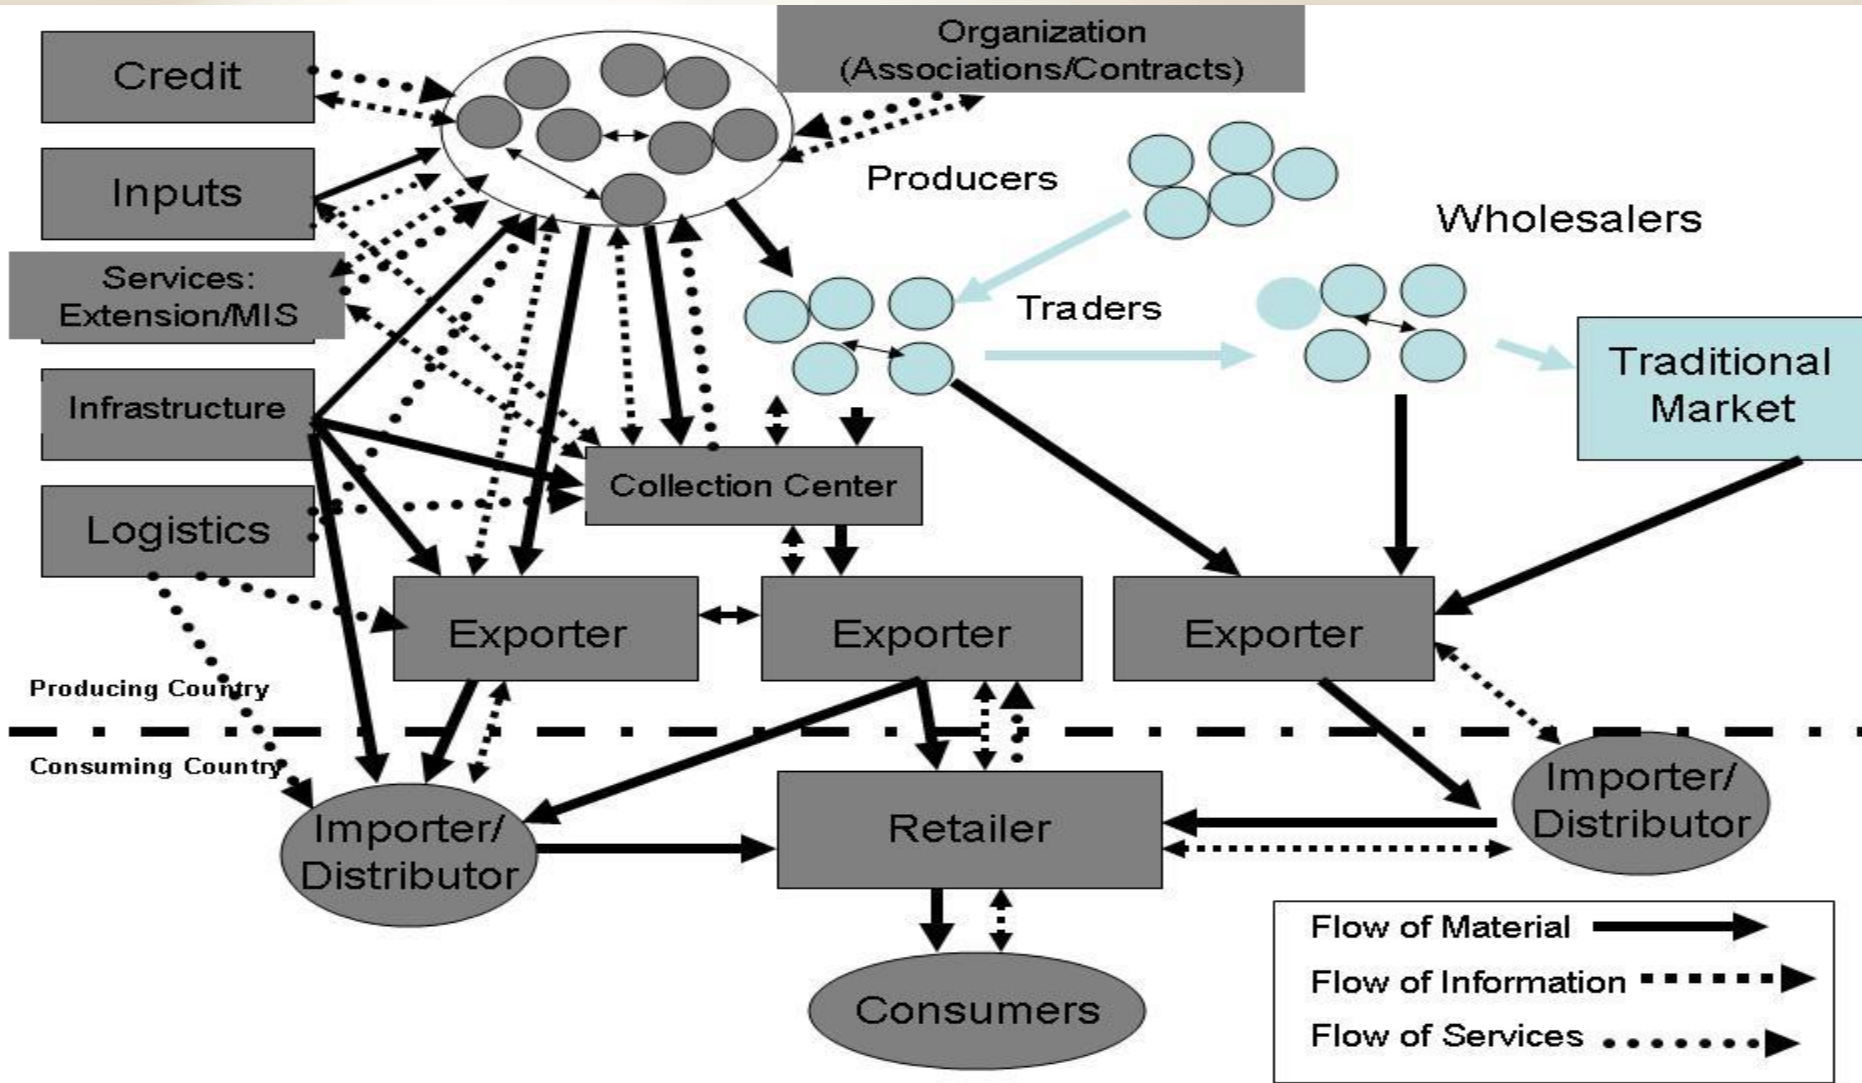 Credit
Organization
(Associations/Contracts)
Inputs
Producers
Wholesalers
Services:
Extension/MIS
Traders
Traditional
Market
Infrastructure
Collection Center
Logistics
Exporter
Exporter
Exporter
Producing Country
Consuming Country
Importer/
Distributor
Retailer
Importer/
Distributor
Consumers
Flow of Material
Flow of Information
Flow of Services